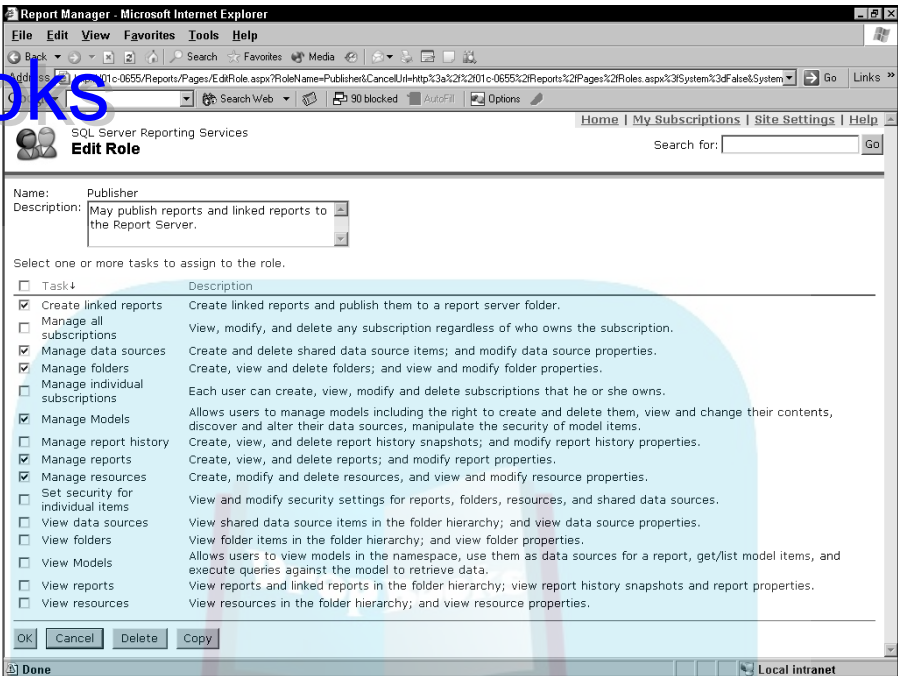 Report Manager - Microsoft Internet Explorer
File Edit View Favorites Tools Help
Back Search Favorites Media
/01c-0655/Reports/Pages/EditRole.aspx?RoleName=Publisher&CancelUrl=http%3a%2f%2f01c-0655%2fReports%2fPages%2fRoles.aspx%3fSystem%3dFalse&System Go Links »
oks
Search Web 90 blocked AutoFill Options
Home | My Subscriptions | Site Settings | Help
SQL Server Reporting Services
Edit Role
Search for: Go
Name: Publisher
Description: May publish reports and linked reports to
the Report Server.
Select one or more tasks to assign to the role.
Task↓ Description
Create linked reports Create linked reports and publish them to a report server folder.
Manage all
subscriptions View, modify, and delete any subscription regardless of who owns the subscription.
Manage data sources Create and delete shared data source items; and modify data source properties.
Manage folders Create, view and delete folders; and view and modify folder properties.
Manage individual
subscriptions Each user can create, view, modify and delete subscriptions that he or she owns.
Manage Models Allows users to manage models including the right to create and delete them, view and change their contents,
discover and alter their data sources, manipulate the security of model items.
Manage report history Create, view, and delete report history snapshots; and modify report history properties.
Manage reports Create, view, and delete reports; and modify report properties.
Manage resources Create, modify and delete resources, and view and modify resource properties.
Set security for
individual items View and modify security settings for reports, folders, resources, and shared data sources.
View data sources View shared data source items in the folder hierarchy; and view data source properties.
View folders View folder items in the folder hierarchy; and view folder properties.
View Models Allows users to view models in the namespace, use them as data sources for a report, get/list model items, and
execute queries against the model to retrieve data.
View reports View reports and linked reports in the folder hierarchy; view report history snapshots and report properties.
View resources View resources in the folder hierarchy; and view resource properties.
OK Cancel Delete Copy
Done Local intranet